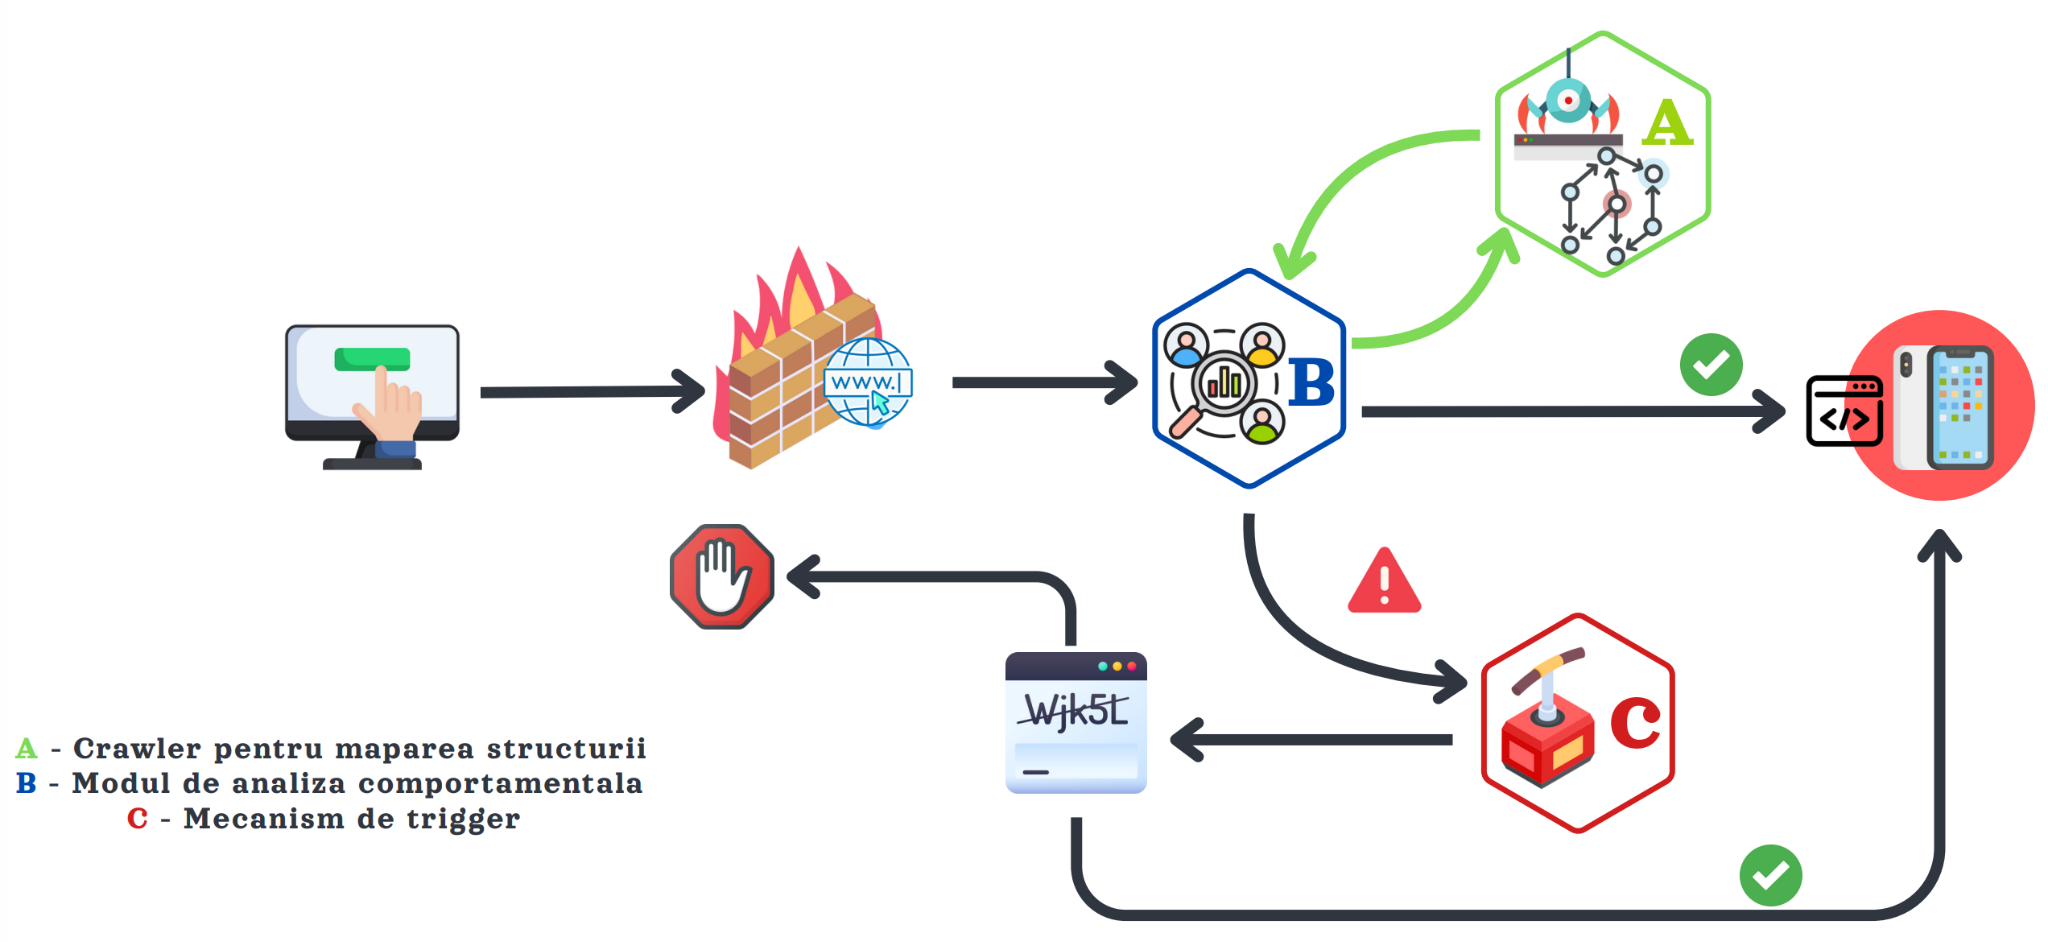 A
www.
B
</>
Wjk5L
C
A - Crawler pentru maparea structurii
B - Modul de analiza comportamentala
C - Mecanism de trigger